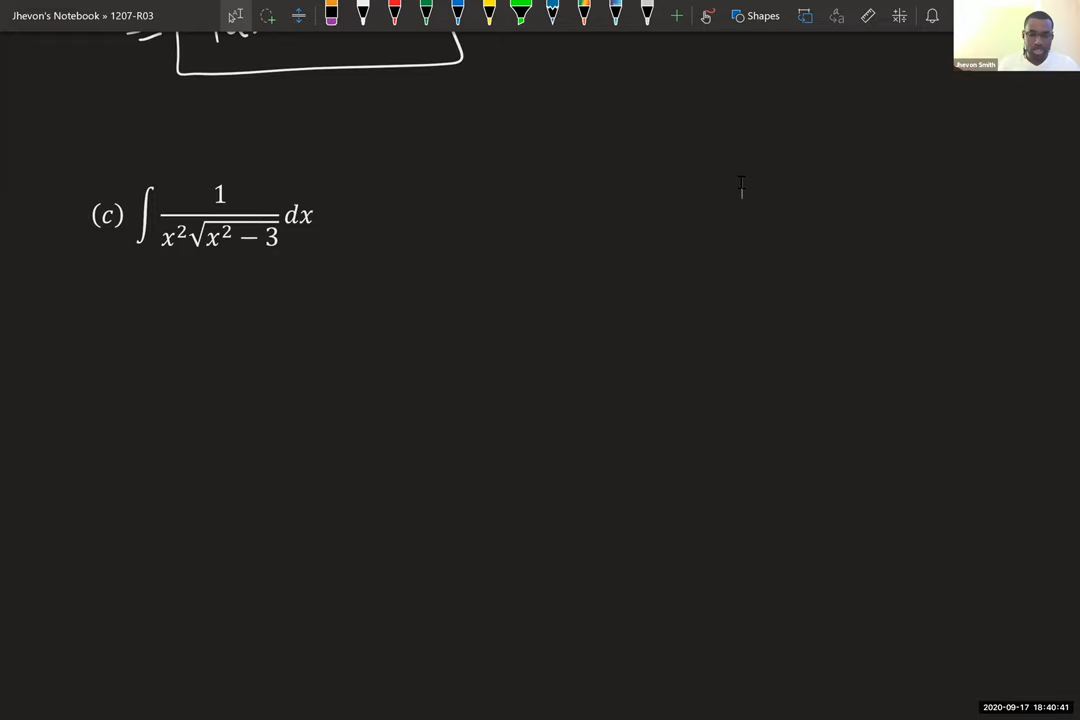 Jhevon's Notebook » 1207-R03
Shapes
Jhevon Smith
(c) ∫ 1/(x²√(x² − 3)) dx
2020-09-17 18:40:41